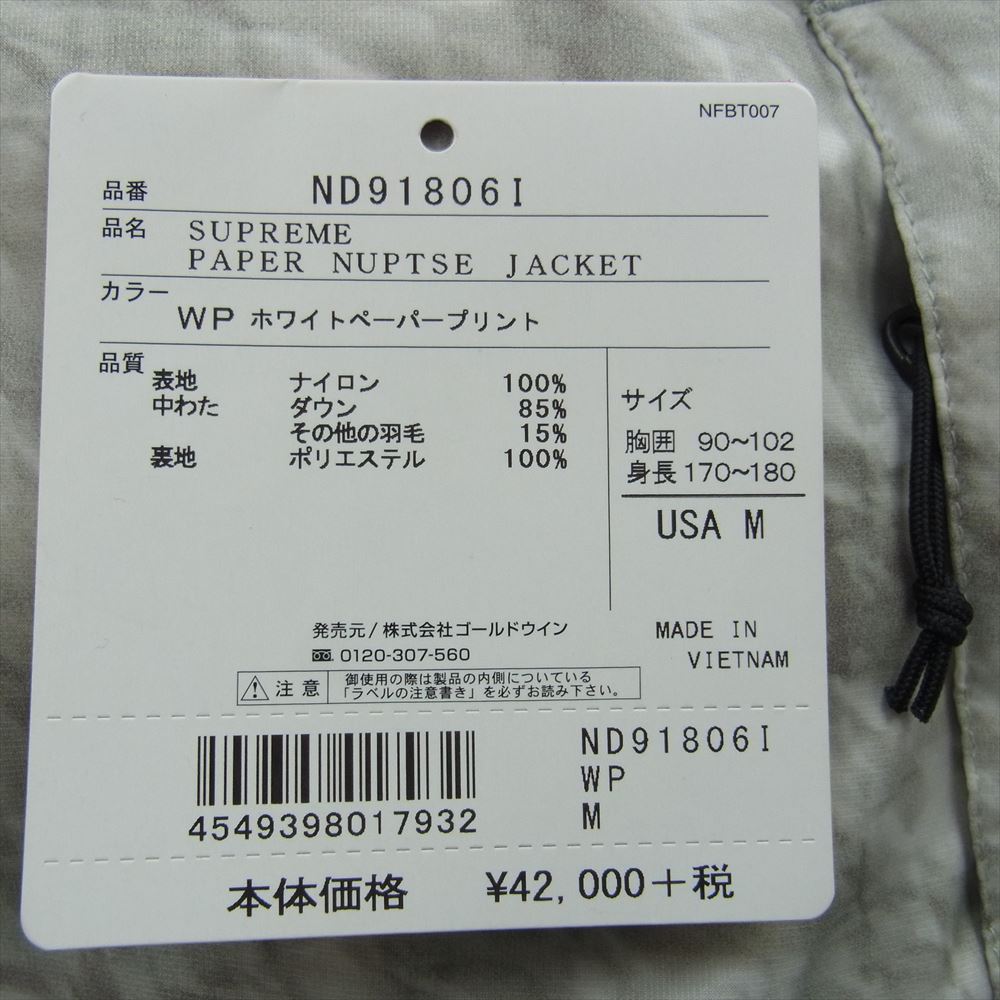 NFBT007
品番 ND91806I
品名 SUPREME
PAPER NUPTSE JACKET
カラー
WP ホワイトペーパープリント
品質
表地 ナイロン 100%
中わた ダウン 85%
その他の羽毛 15%
裏地 ポリエステル 100%
サイズ
胸囲 90~102
身長 170~180
USA M
発売元/株式会社ゴールドウイン
0120-307-560
MADE IN
VIETNAM
注意
御使用の際は製品の内側についている
「ラベルの注意書き」を必ずお読み下さい。
4549398017932
ND91806I
WP
M
本体価格 ¥42,000+税